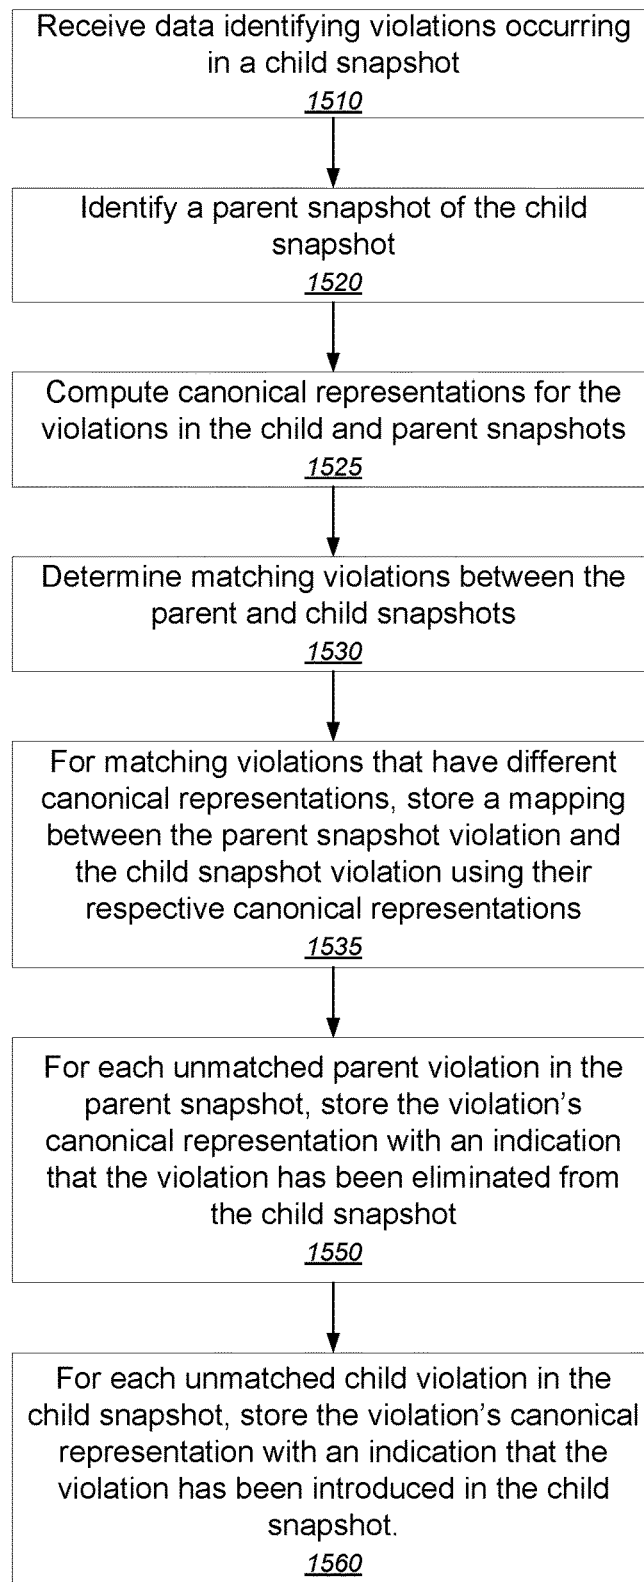 Receive data identifying violations occurring
in a child snapshot
1510
Identify a parent snapshot of the child
snapshot
1520
Compute canonical representations for the
violations in the child and parent snapshots
1525
Determine matching violations between the
parent and child snapshots
1530
For matching violations that have different
canonical representations, store a mapping
between the parent snapshot violation and
the child snapshot violation using their
respective canonical representations
1535
For each unmatched parent violation in the
parent snapshot, store the violation’s
canonical representation with an indication
that the violation has been eliminated from
the child snapshot
1550
For each unmatched child violation in the
child snapshot, store the violation’s canonical
representation with an indication that the
violation has been introduced in the child
snapshot.
1560